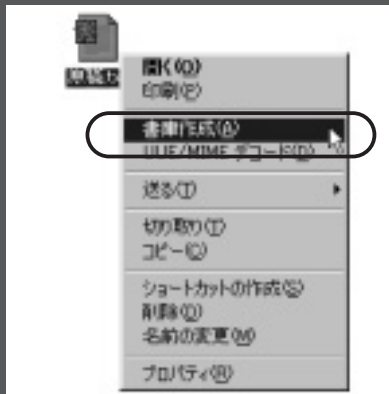 開く(O)
印刷(P)
書庫作成(A)
UUE/MIME デコード(D)
送る(T)
切り取り(T)
コピー(C)
ショートカットの作成(S)
削除(D)
名前の変更(M)
プロパティ(R)